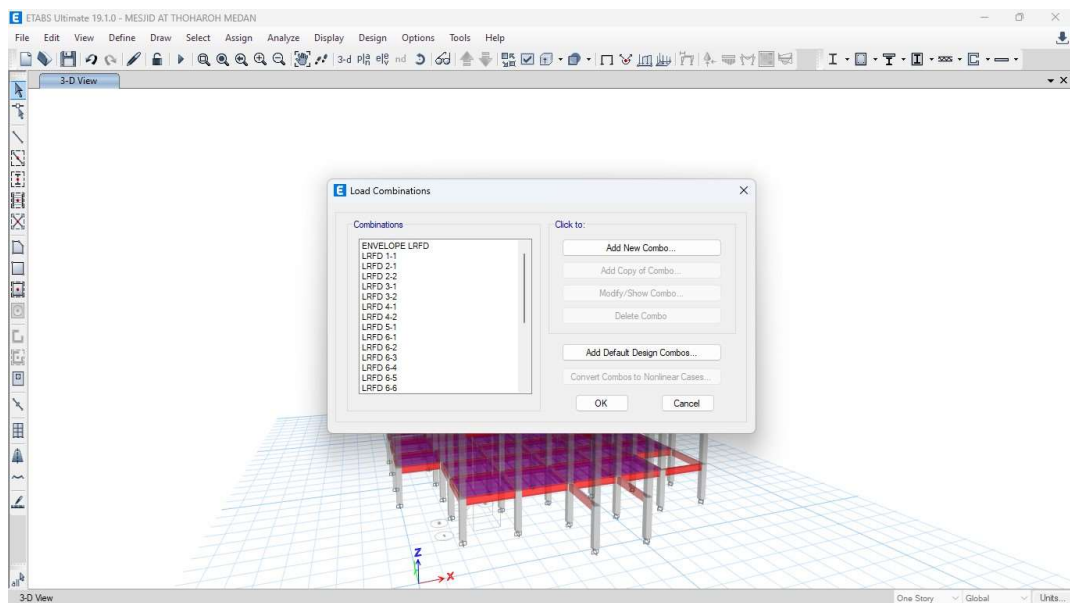 E ETABS Ultimate 19.1.0 - MESJID AT THOHAROH MEDAN
File Edit View Define Draw Select Assign Analyze Display Design Options Tools Help
3-d nd
3-D View
E Load Combinations
Combinations
ENVELOPE LRFD
LRFD 1-1
LRFD 2-1
LRFD 2-2
LRFD 3-1
LRFD 3-2
LRFD 4-1
LRFD 4-2
LRFD 5-1
LRFD 6-1
LRFD 6-2
LRFD 6-3
LRFD 6-4
LRFD 6-5
LRFD 6-6
Click to:
Add New Combo...
Add Copy of Combo...
Modify/Show Combo...
Delete Combo
Add Default Design Combos...
Convert Combos to Nonlinear Cases...
OK Cancel
Z
X
all
3-D View One Story Global Units...